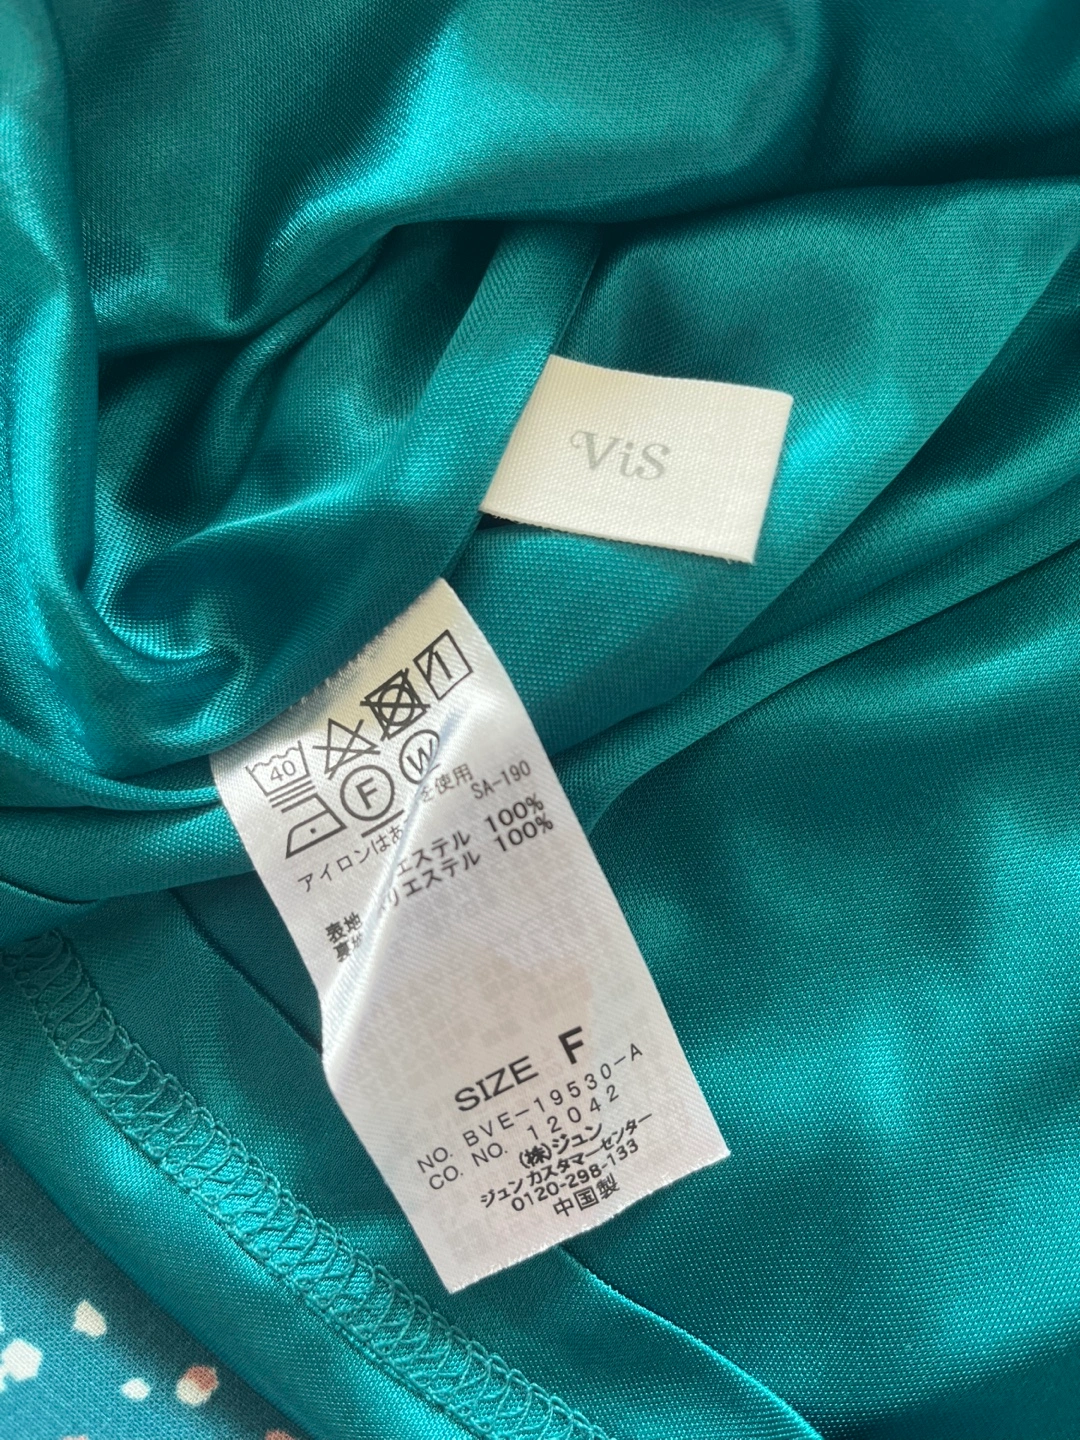 ViS
40
F W
アイロンはあ を使用
SA-190
表地 エステル 100%
裏地 リエステル 100%
SIZE F
NO. BVE-19530-A
CO. NO. 12042
(株)ジュン
ジュン カスタマーセンター
0120-298-133
中国製